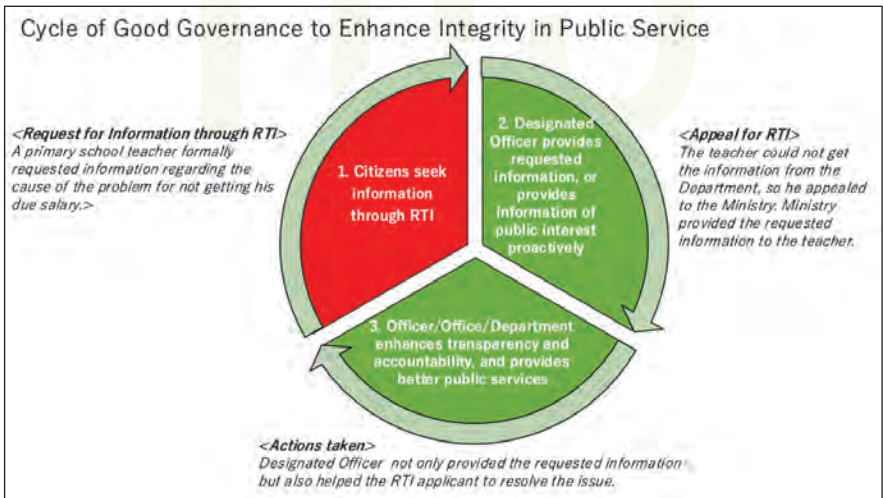 Cycle of Good Governance to Enhance Integrity in Public Service
<Request for Information through RTI>
A primary school teacher formally
requested information regarding the
cause of the problem for not getting his
due salary.>
1. Citizens seek
information
through RTI
2. Designated
Officer provides
requested
information, or
provides
Information of
public interest
proactively
<Appeal for RTI>
The teacher could not get
the information from the
Department, so he appealed
to the Ministry. Ministry
provided the requested
information to the teacher.
3. Officer/Office/Department
enhances transparency and
accountability, and provides
better public services
<Actions taken>
Designated Officer not only provided the requested information
but also helped the RTI applicant to resolve the issue.